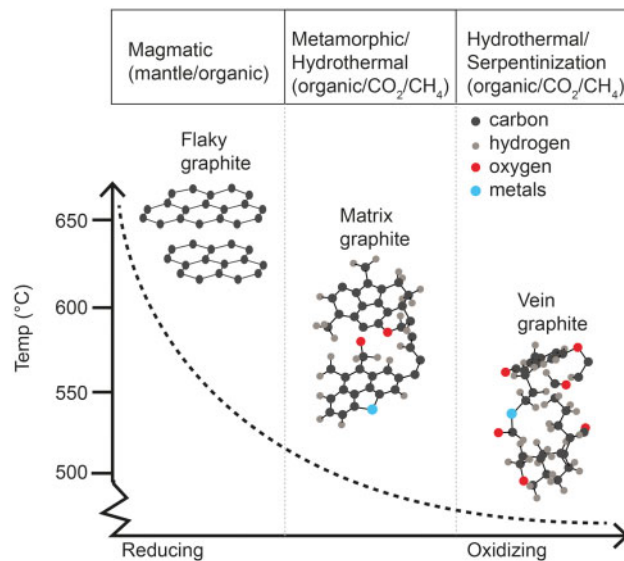 Magmatic
(mantle/organic)
Metamorphic/
Hydrothermal
(organic/CO₂/CH₄)
Hydrothermal/
Serpentinization
(organic/CO₂/CH₄)
carbon
hydrogen
oxygen
metals
Flaky
graphite
Matrix
graphite
Vein
graphite
Temp (°C)
650
600
550
500
Reducing
Oxidizing